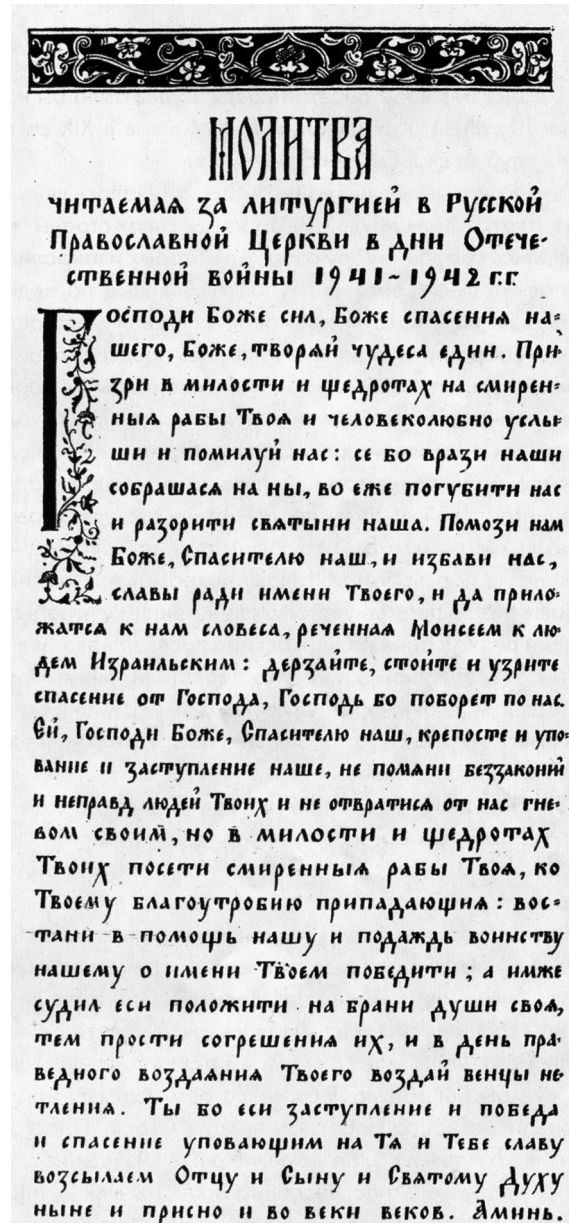 МОЛИТВА
читаемая за литургией в Русской
Православной Церкви в дни Отече-
ственной войны 1941-1942 г.г.
Господи Боже сил, Боже спасения на-
шего, Боже, творяй чудеса един. При-
зри в милости и щедротах на смирен-
ныя рабы Твоя и человеколюбно услы-
ши и помилуй нас: се бо врази наши
собрашася на ны, во еже погубити нас
и разорити святыни наша. Помози нам
Боже, Спасителю наш, и избави нас,
славы ради имени Твоего, и да прило-
жатся к нам словеса, реченная Моисеем к лю-
дем Израильским: дерзайте, стойте и узрите
спасение от Господа, Господь бо поборет по нас.
Ей, Господи Боже, Спасителю наш, крепосте и упо-
вание и заступление наше, не помяни беззаконий
и неправд людей Твоих и не отвратися от нас гне-
вом своим, но в милости и щедротах
Твоих посети смиренныя рабы Твоя, ко
Твоему благоутробию припадающия: вос-
тани в помощь нашу и подаждь воинству
нашему о имени Твоем победити; а имже
судил еси положити на брани души своя,
тем прости согрешения их, и в день пра-
ведного воздаяния Твоего воздай венцы не-
тления. Ты бо еси заступление и победа
и спасение уповающим на Тя и Тебе славу
возсылаем Отцу и Сыну и Святому Духу
ныне и присно и во веки веков. Аминь.